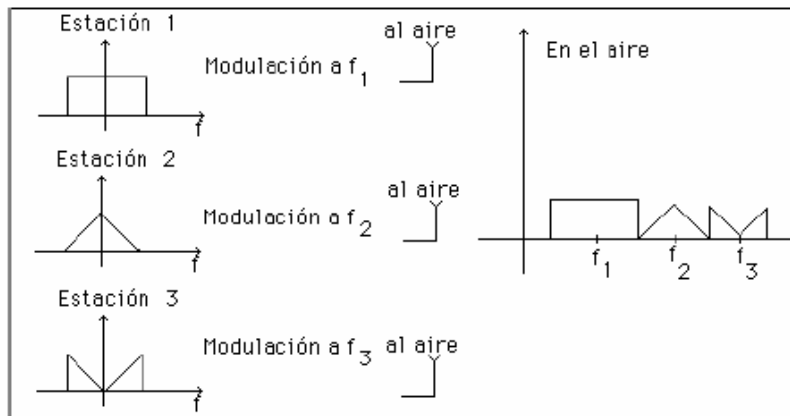 Estación 1
f
Modulación a f1
al aire
Estación 2
f
Modulación a f2
al aire
Estación 3
f
Modulación a f3
al aire
En el aire
f1
f2
f3